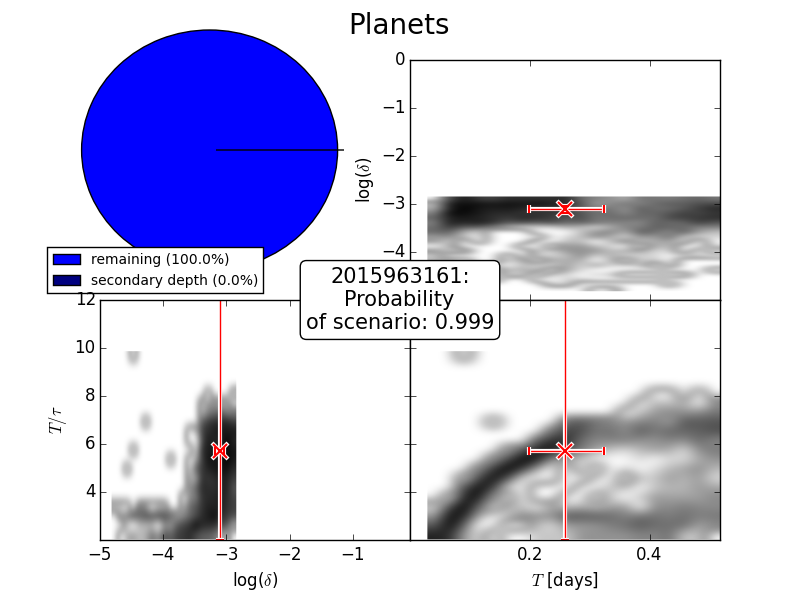 Planets
remaining (100.0%)
secondary depth (0.0%)
0
−1
−2
−3
−4
log(δ)
2015963161:
Probability
of scenario: 0.999
12
10
8
6
4
T/τ
−5
−4
−3
−2
−1
log(δ)
0.2
0.4
T [days]